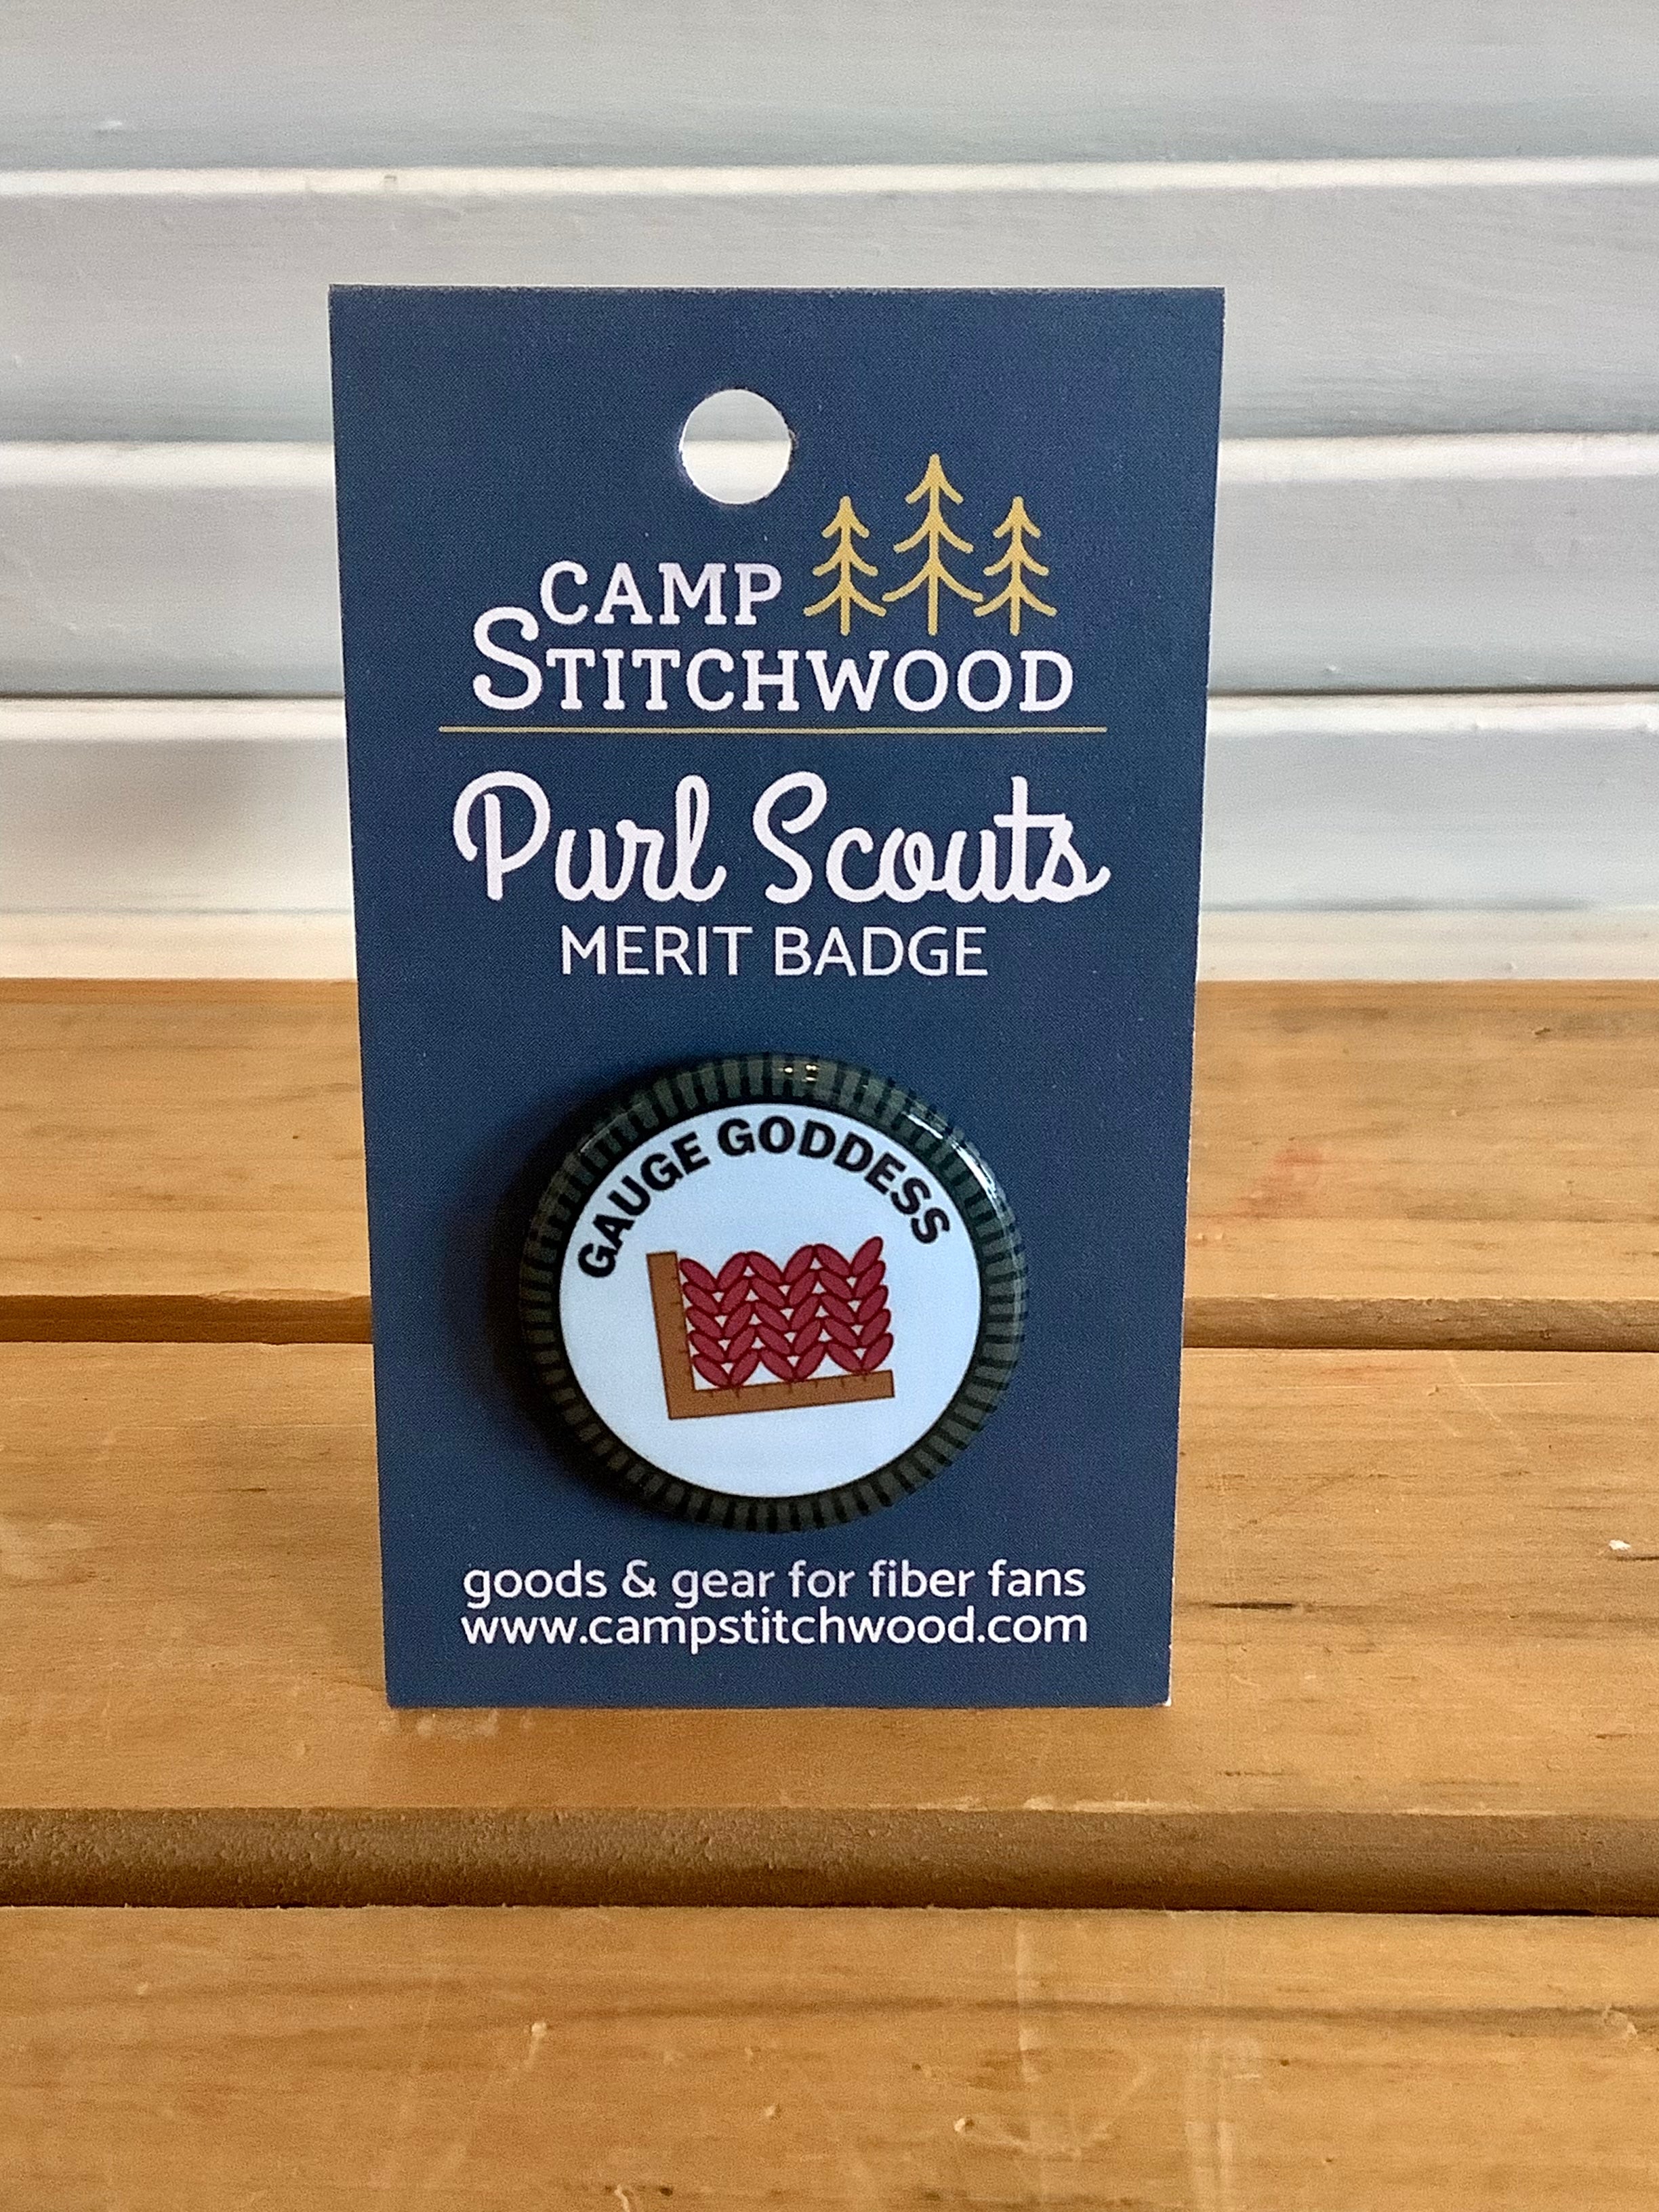 CAMP
STITCHWOOD
Purl Scouts
MERIT BADGE
GAUGE GODDESS
goods & gear for fiber fans
www.campstitchwood.com